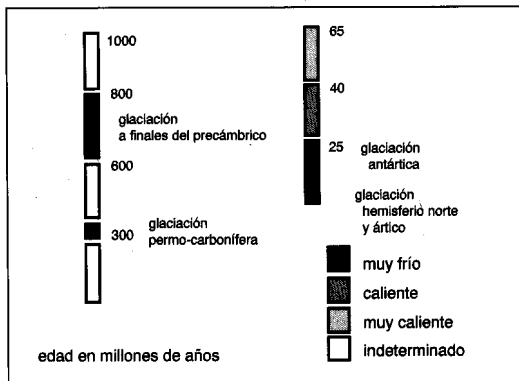 1000
800
glaciación
a finales del precámbrico
600
glaciación
300
permo-carbonífera
edad en millones de años
65
40
25
glaciación
antártica
glaciación
hemisferio norte
y ártico
muy frío
caliente
muy caliente
indeterminado